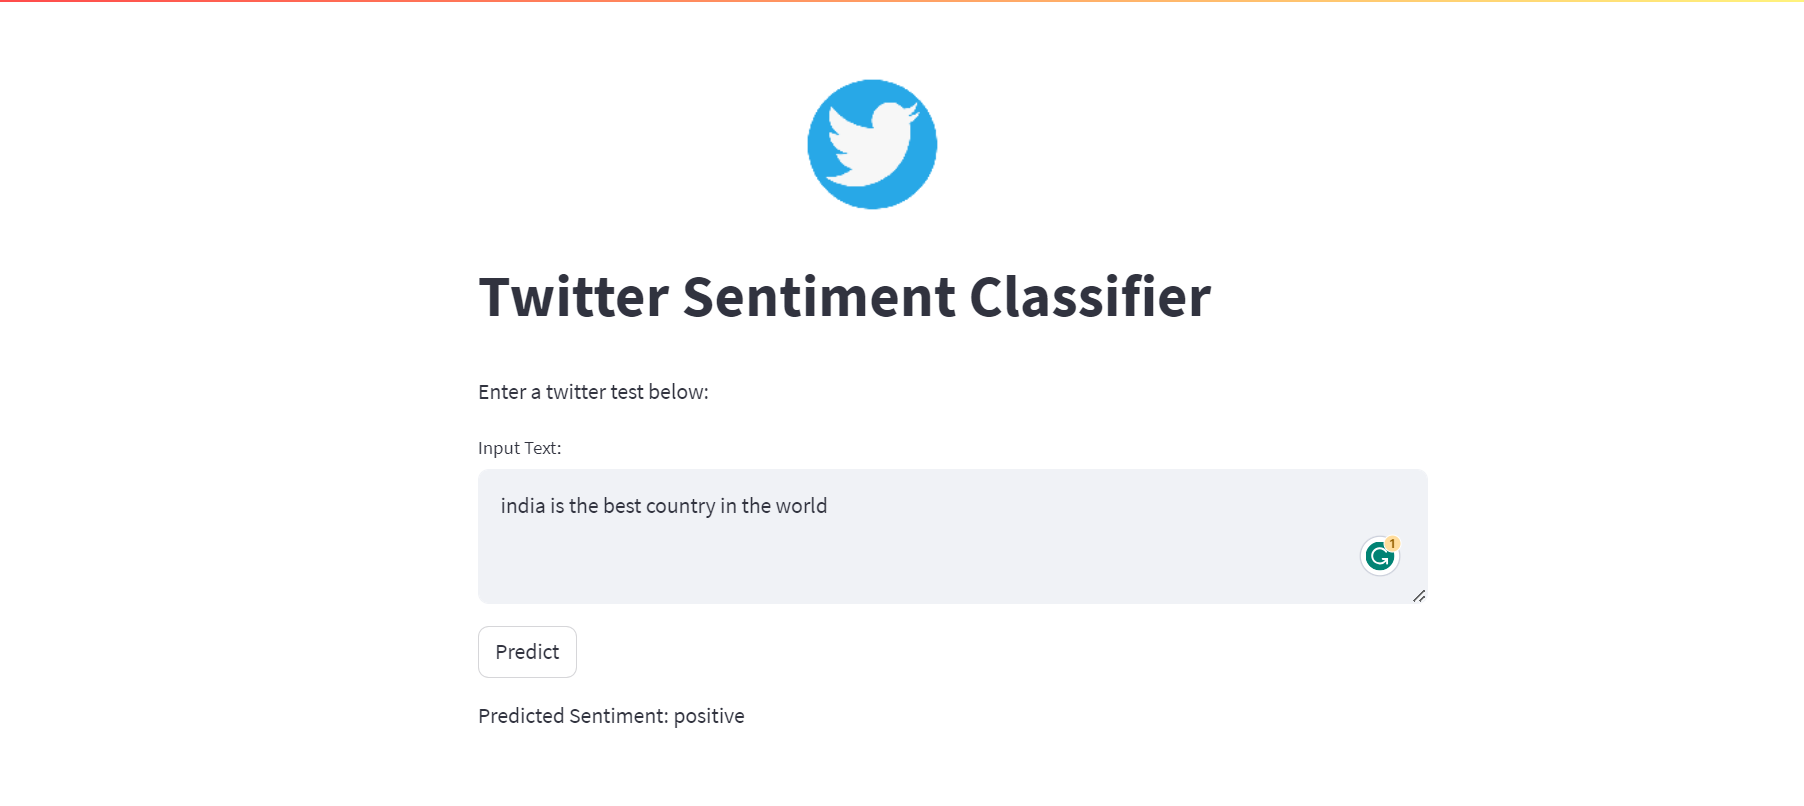 Twitter Sentiment Classifier
Enter a twitter test below:
Input Text:
india is the best country in the world
1
Predict
Predicted Sentiment: positive